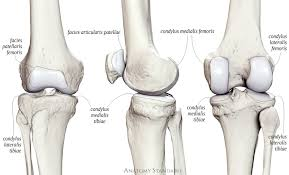 facies
patellaris
femoris
facies articularis patellae
condylus medialis
femoris
condylus
lateralis
femoris
condylus
lateralis
tibiae
condylus
medialis
tibiae
condylus
medialis
tibiae
condylus
lateralis
tibiae
ANATOMY STANDARD